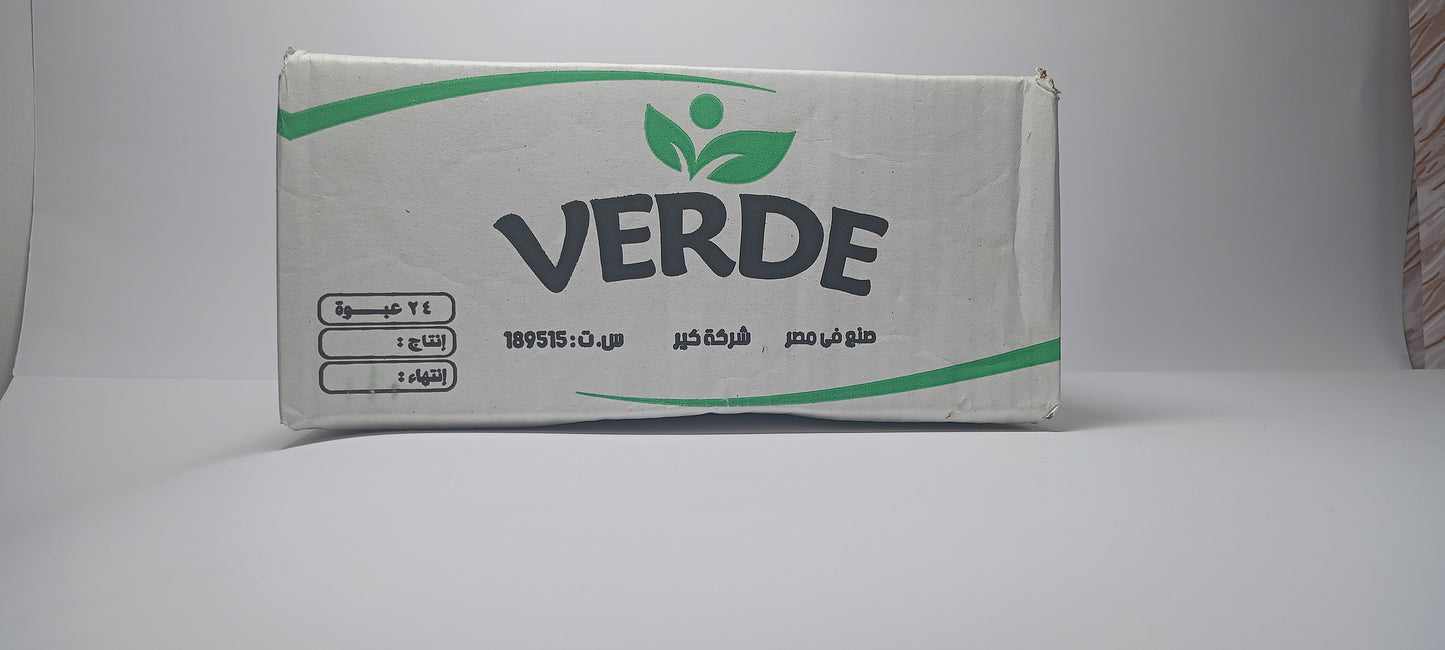 VERDE
٢٤ عبوة
إنتاج :
إنتهاء :
صنع فى مصر شركة كير س.ت: 189515